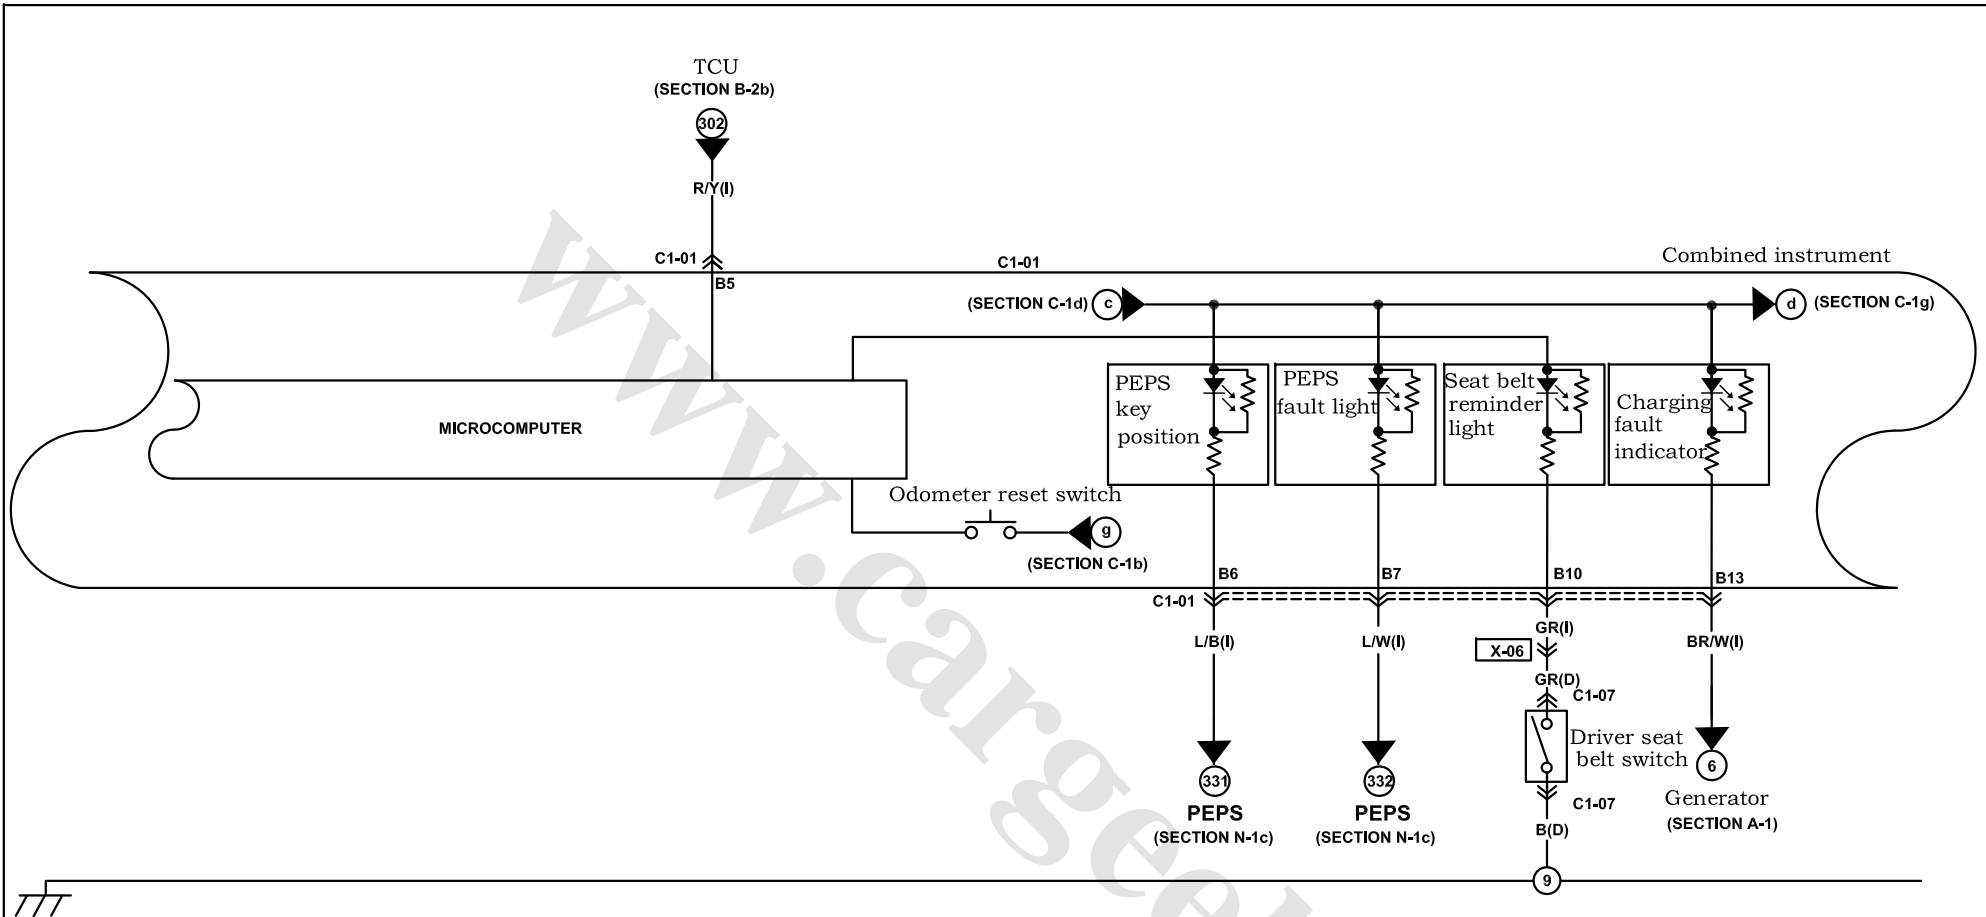 TCU
(SECTION B-2b)
302
R/Y(I)
C1-01
B5
C1-01
Combined instrument
(SECTION C-1d)
c
d
(SECTION C-1g)
MICROCOMPUTER
PEPS
key
position
PEPS
fault light
Seat belt
reminder
light
Charging
fault
indicator
Odometer reset switch
g
(SECTION C-1b)
B6
B7
B10
B13
C1-01
L/B(I)
L/W(I)
GR(I)
BR/W(I)
X-06
GR(D)
C1-07
Driver seat
belt switch
331
332
6
PEPS
(SECTION N-1c)
PEPS
(SECTION N-1c)
C1-07
Generator
(SECTION A-1)
B(D)
9
www.cargee